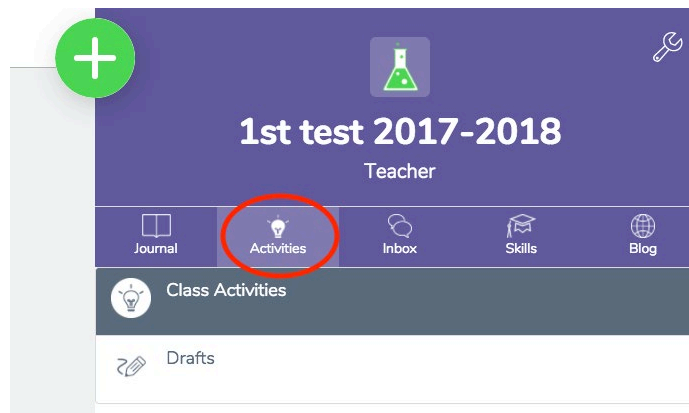 1st test 2017-2018
Teacher
Journal Activities Inbox Skills Blog
Class Activities
Drafts